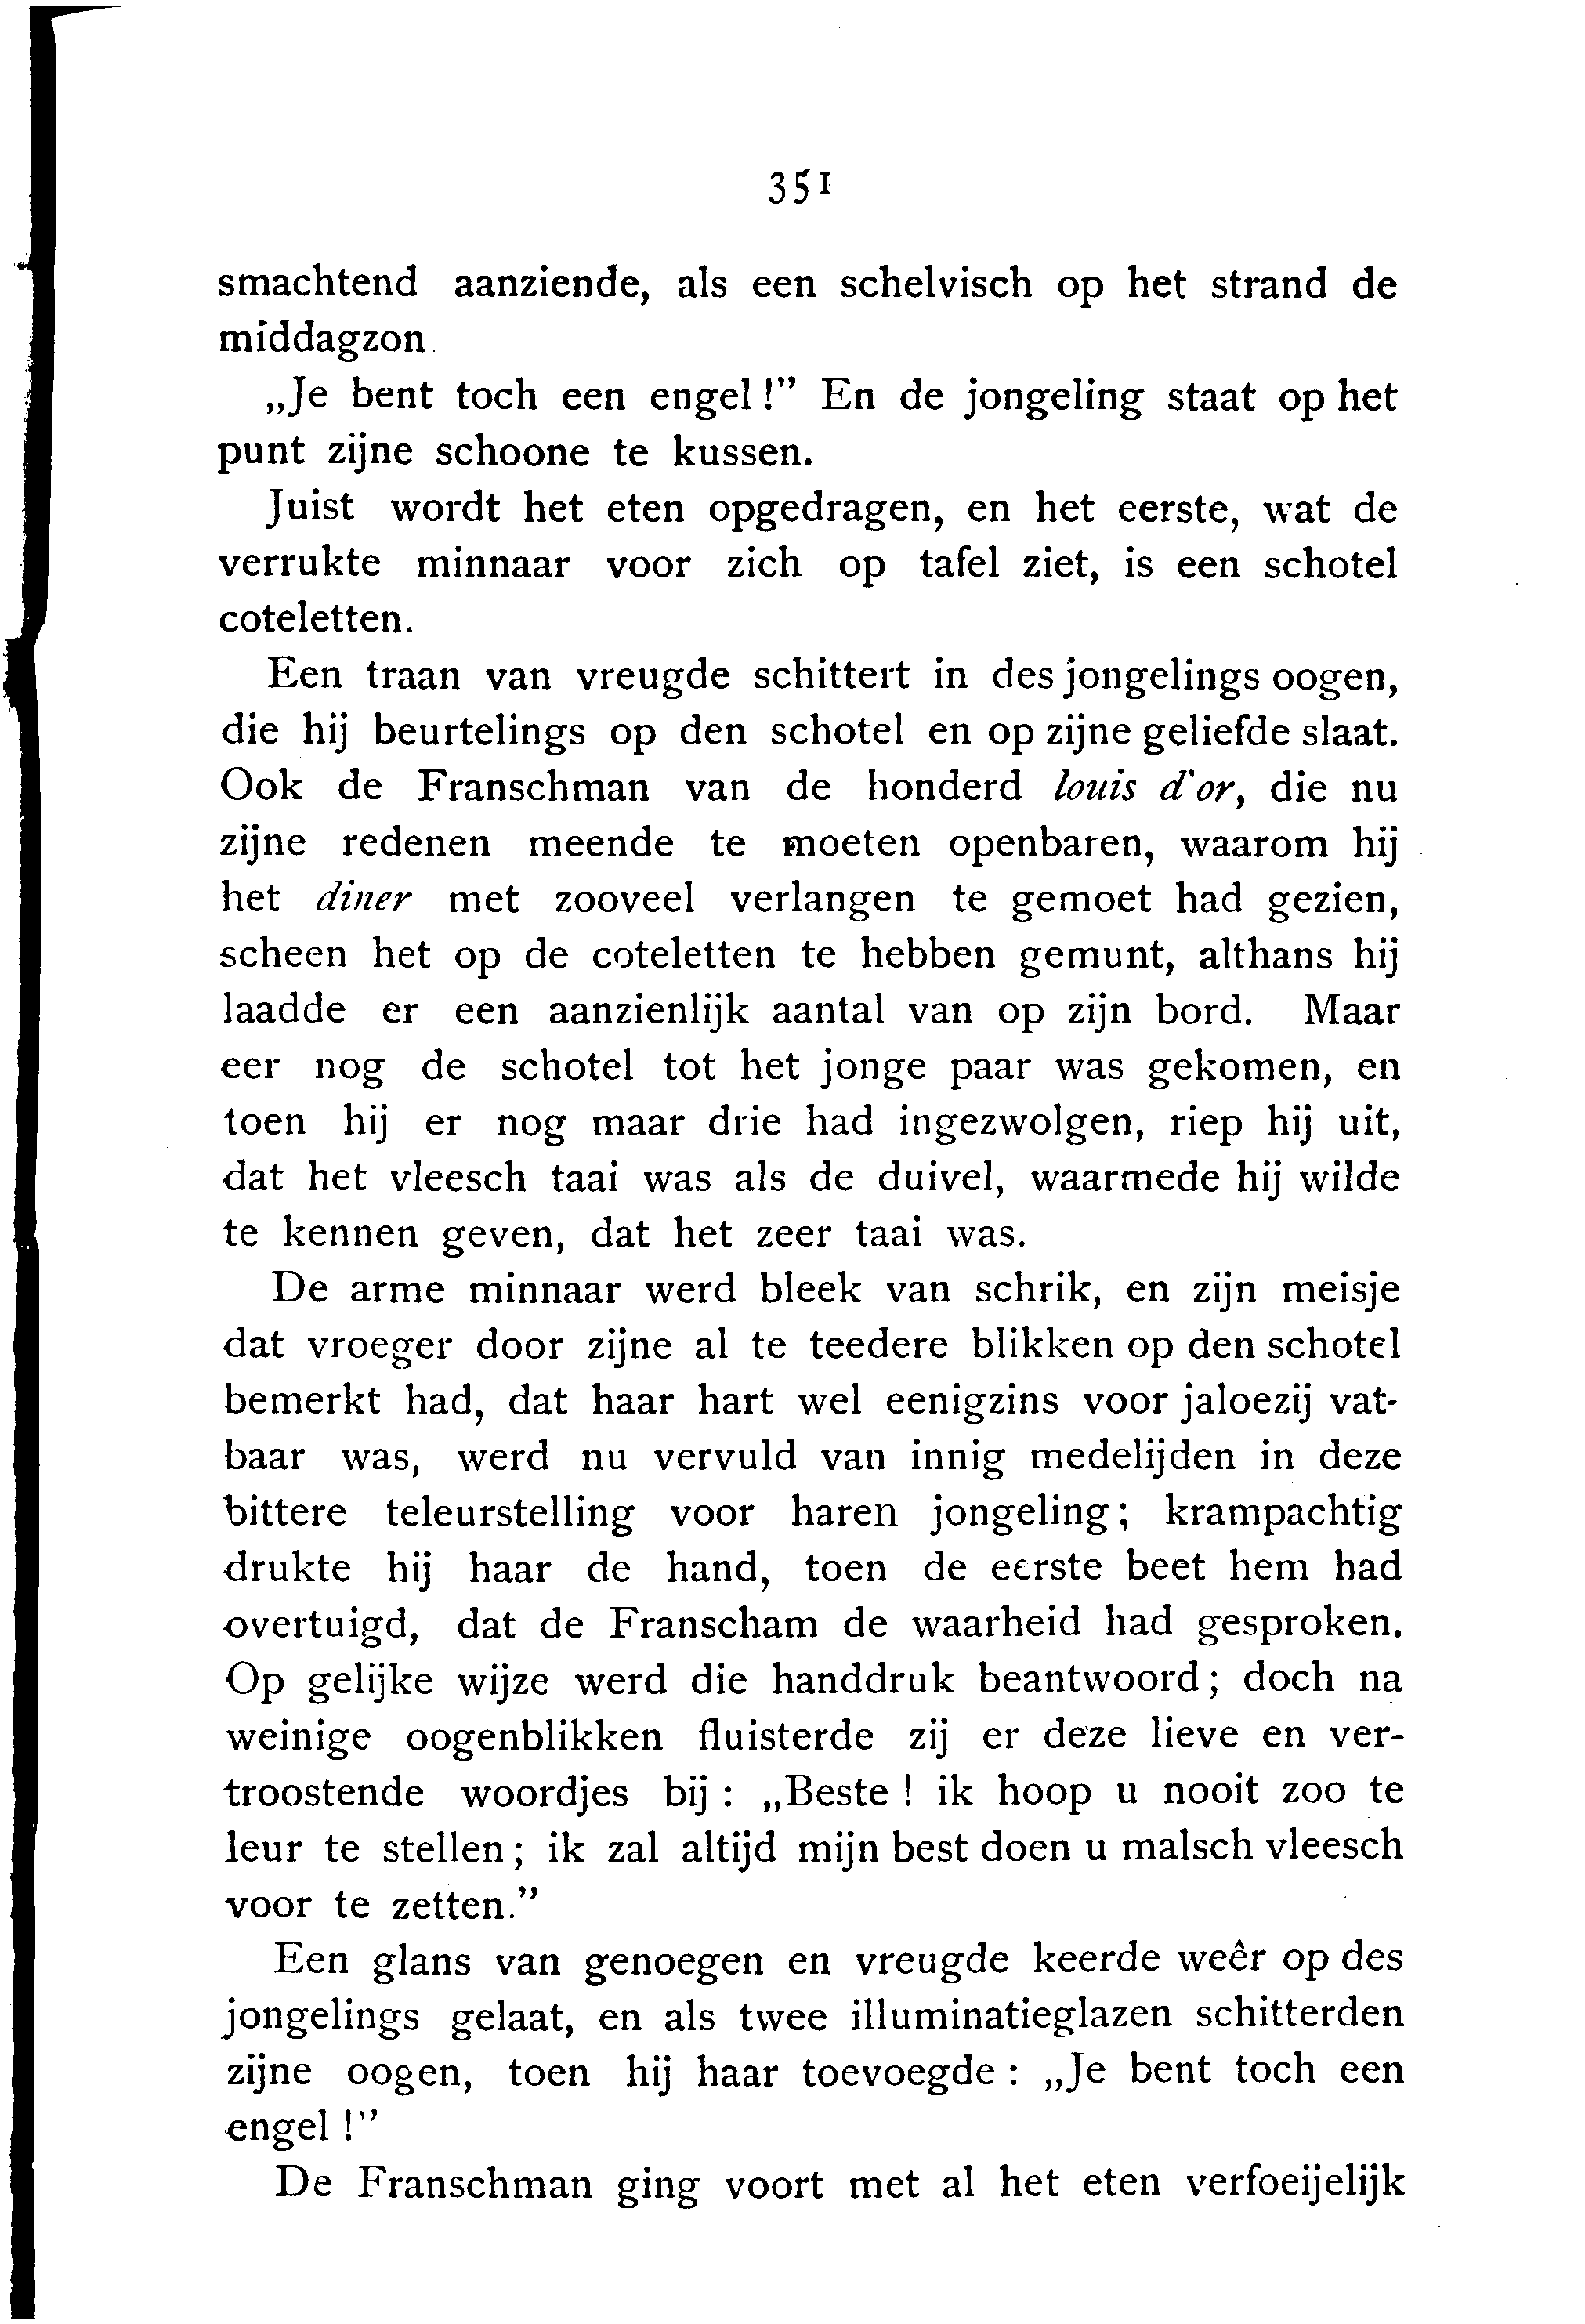 351
smachtend aanziende, als een schelvisch op het strand de
middagzon.
„Je bent toch een engel!” En de jongeling staat op het
punt zijne schoone te kussen.
Juist wordt het eten opgedragen, en het eerste, wat de
verrukte minnaar voor zich op tafel ziet, is een schotel
coteletten.
Een traan van vreugde schittert in des jongelings oogen,
die hij beurtelings op den schotel en op zijne geliefde slaat.
Ook de Franschman van de honderd louis d'or, die nu
zijne redenen meende te moeten openbaren, waarom hij
het diner met zooveel verlangen te gemoet had gezien,
scheen het op de coteletten te hebben gemunt, althans hij
laadde er een aanzienlijk aantal van op zijn bord. Maar
eer nog de schotel tot het jonge paar was gekomen, en
toen hij er nog maar drie had ingezwolgen, riep hij uit,
dat het vleesch taai was als de duivel, waarmede hij wilde
te kennen geven, dat het zeer taai was.
De arme minnaar werd bleek van schrik, en zijn meisje
dat vroeger door zijne al te teedere blikken op den schotel
bemerkt had, dat haar hart wel eenigzins voor jaloezij vat-
baar was, werd nu vervuld van innig medelijden in deze
bittere teleurstelling voor haren jongeling; krampachtig
drukte hij haar de hand, toen de eerste beet hem had
overtuigd, dat de Franscham de waarheid had gesproken.
Op gelijke wijze werd die handdruk beantwoord; doch na
weinige oogenblikken fluisterde zij er deze lieve en ver-
troostende woordjes bij: „Beste! ik hoop u nooit zoo te
leur te stellen; ik zal altijd mijn best doen u malsch vleesch
voor te zetten.”
Een glans van genoegen en vreugde keerde weêr op des
jongelings gelaat, en als twee illuminatieglazen schitterden
zijne oogen, toen hij haar toevoegde: „Je bent toch een
engel!”
De Franschman ging voort met al het eten verfoeijelijk